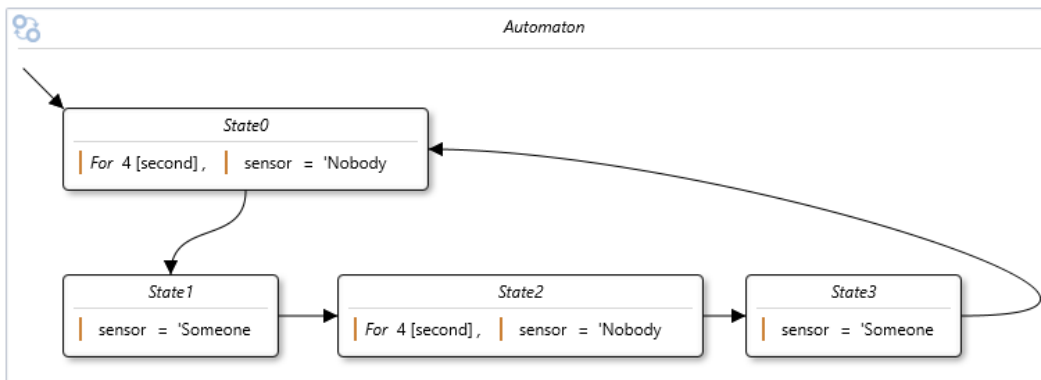 Automaton
State0
For 4 [second] , sensor = 'Nobody
State1
sensor = 'Someone
State2
For 4 [second] , sensor = 'Nobody
State3
sensor = 'Someone